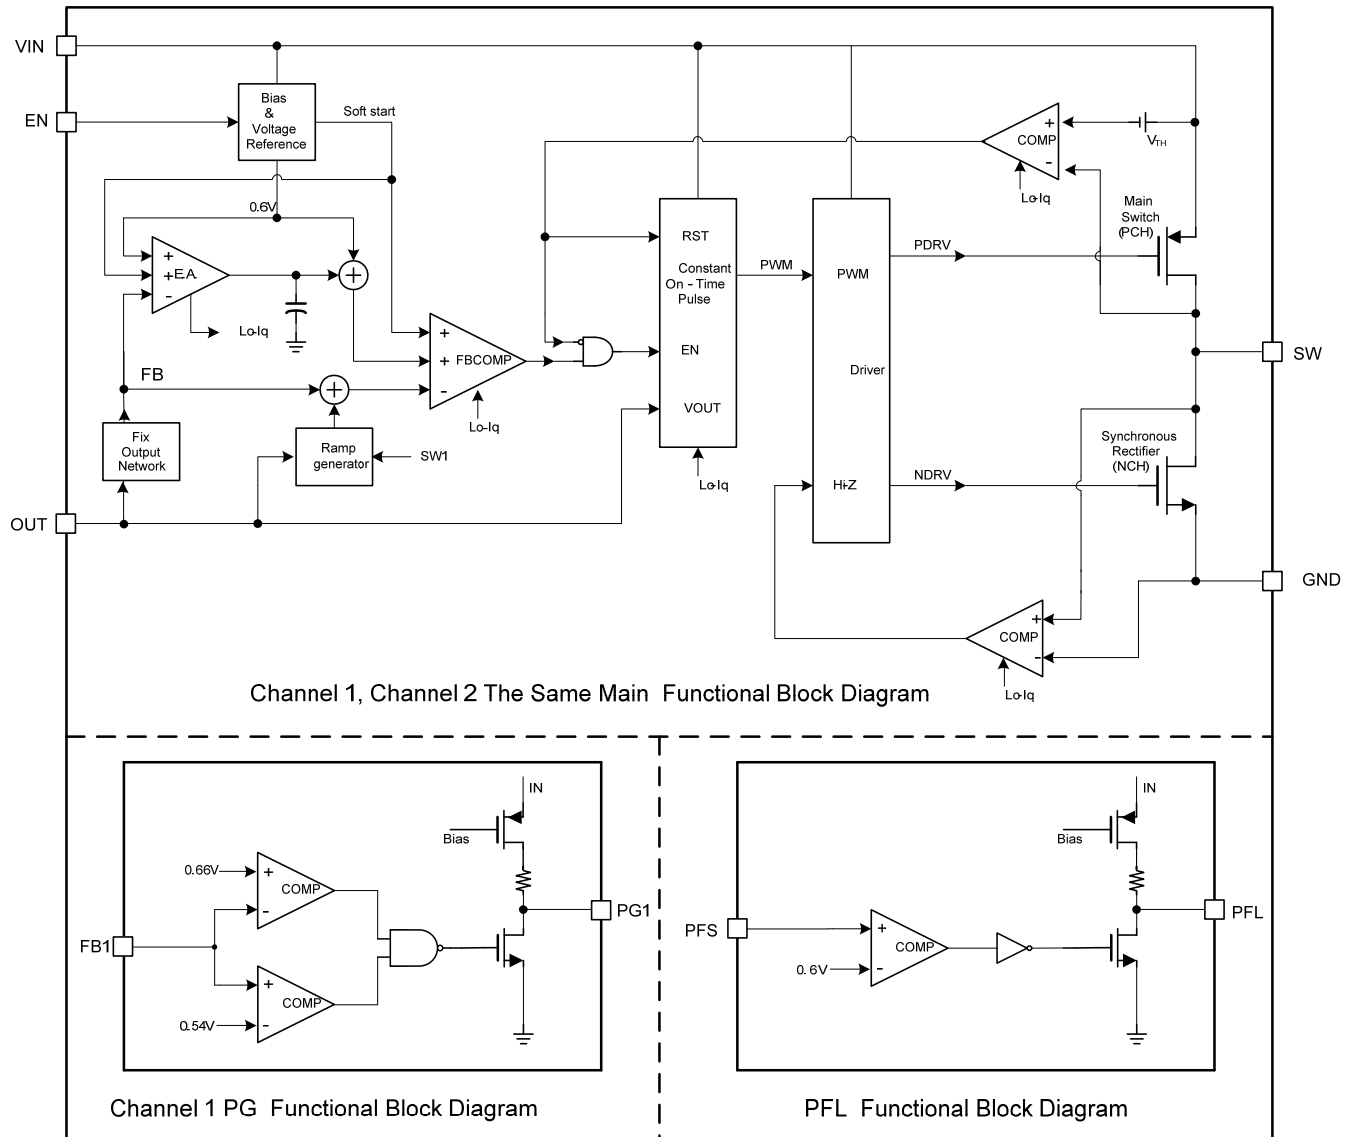 VIN
EN
Bias
&
Voltage
Reference
Soft start
0.6V
+
+
-
E.A.
Lo-Iq
+
FB
+
Fix
Output
Network
Ramp
generator
SW1
OUT
+
+
-
FBCOMP
Lo-Iq
RST
Constant
On - Time
Pulse
EN
VOUT
Lo-Iq
PWM
PWM
Driver
Hi-Z
PDRV
NDRV
+
COMP
-
Lo-Iq
VTH
Main
Switch
(PCH)
SW
Synchronous
Rectifier
(NCH)
GND
+
COMP
-
Lo-Iq
Channel 1, Channel 2 The Same Main Functional Block Diagram
IN
Bias
0.66V
+
COMP
-
PG1
FB1
+
COMP
-
0.54V
Channel 1 PG Functional Block Diagram
IN
Bias
PFL
PFS
+
COMP
-
0.6V
PFL Functional Block Diagram